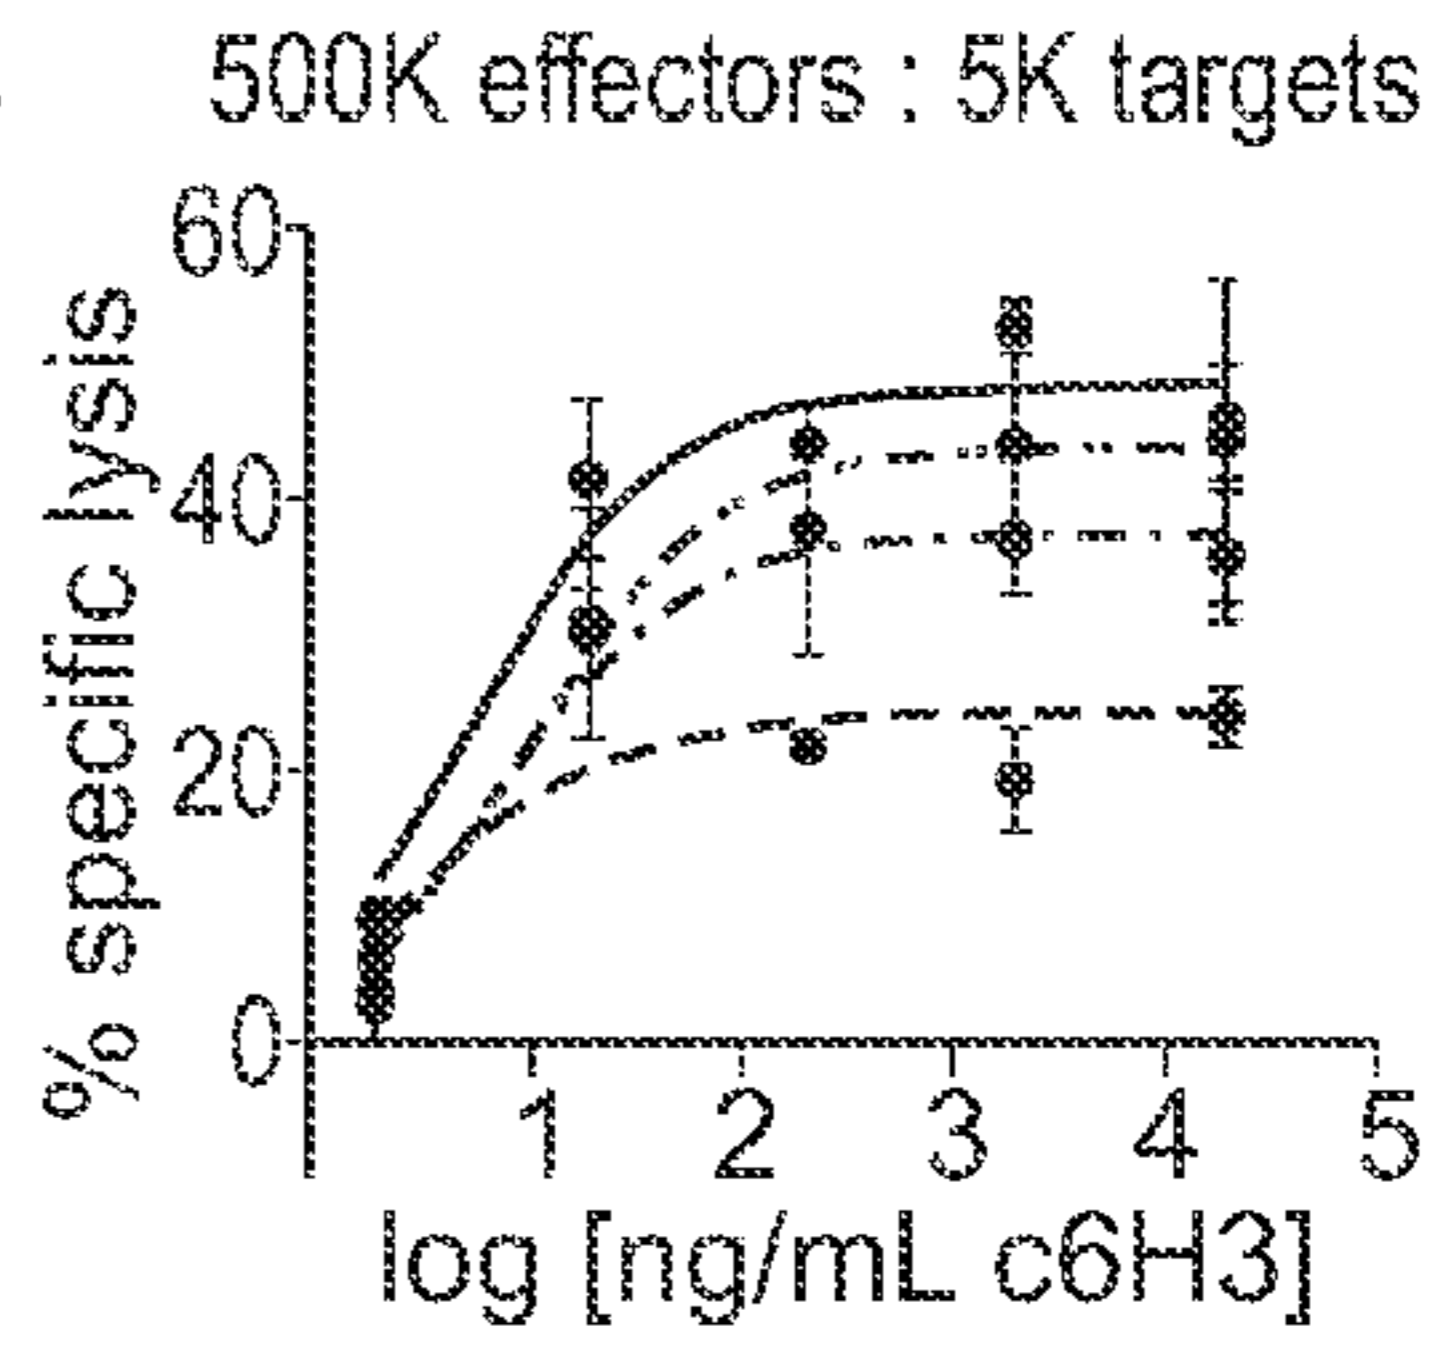 500K effectors : 5K targets
% specific lysis
60
40
20
0
1 2 3 4 5
log [ng/mL c6H3]